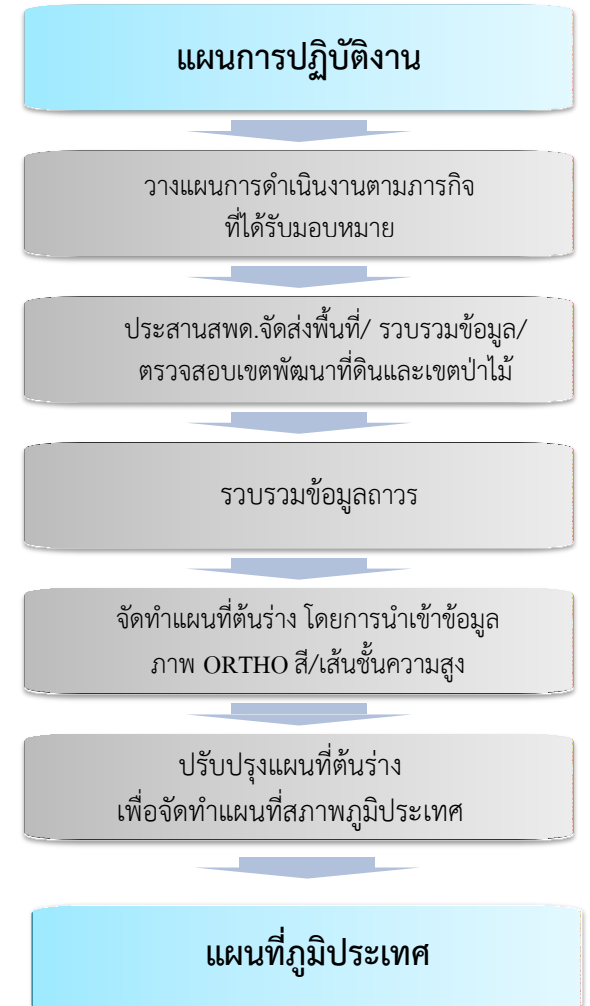 แผนการปฏิบัติงาน
วางแผนการดำเนินงานตามภารกิจ
ที่ได้รับมอบหมาย
ประสานสพด.จัดส่งพื้นที่/ รวบรวมข้อมูล/
ตรวจสอบเขตพัฒนาที่ดินและเขตป่าไม้
รวบรวมข้อมูลถาวร
จัดทำแผนที่ต้นร่าง โดยการนำเข้าข้อมูล
ภาพ ORTHO สี/เส้นชั้นความสูง
ปรับปรุงแผนที่ต้นร่าง
เพื่อจัดทำแผนที่สภาพภูมิประเทศ
แผนที่ภูมิประเทศ